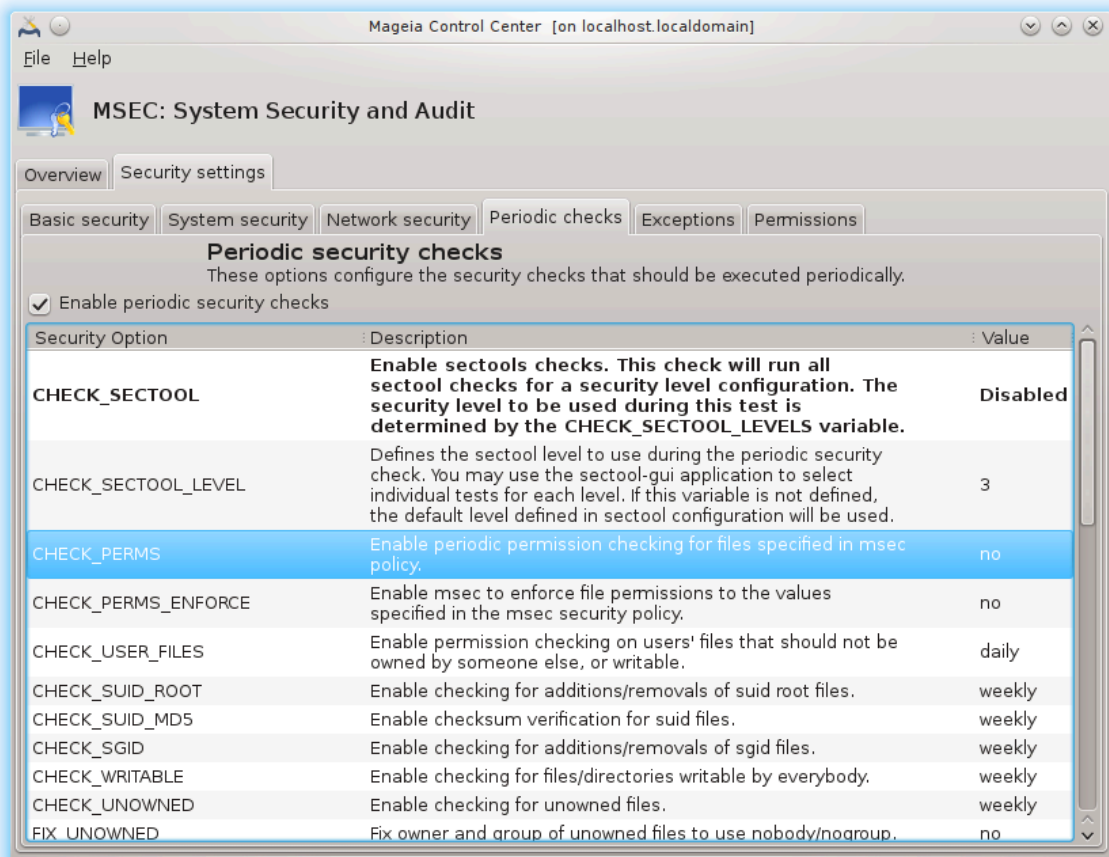 Mageia Control Center [on localhost.localdomain]
File Help
MSEC: System Security and Audit
Overview Security settings
Basic security System security Network security Periodic checks Exceptions Permissions
Periodic security checks
These options configure the security checks that should be executed periodically.
Enable periodic security checks
Security Option Description Value
Enable sectools checks. This check will run all
sectool checks for a security level configuration. The
CHECK_SECTOOL Disabled
security level to be used during this test is
determined by the CHECK_SECTOOL_LEVELS variable.
Defines the sectool level to use during the periodic security
check. You may use the sectool-gui application to select
CHECK_SECTOOL_LEVEL 3
individual tests for each level. If this variable is not defined,
the default level defined in sectool configuration will be used.
CHECK_PERMS Enable periodic permission checking for files specified in msec no
policy.
CHECK_PERMS_ENFORCE Enable msec to enforce file permissions to the values no
specified in the msec security policy.
CHECK_USER_FILES Enable permission checking on users' files that should not be daily
owned by someone else, or writable.
CHECK_SUID_ROOT Enable checking for additions/removals of suid root files. weekly
CHECK_SUID_MD5 Enable checksum verification for suid files. weekly
CHECK_SGID Enable checking for additions/removals of sgid files. weekly
CHECK_WRITABLE Enable checking for files/directories writable by everybody. weekly
CHECK_UNOWNED Enable checking for unowned files. weekly
FIX_UNOWNED Fix owner and group of unowned files to use nobody/nogroup. no